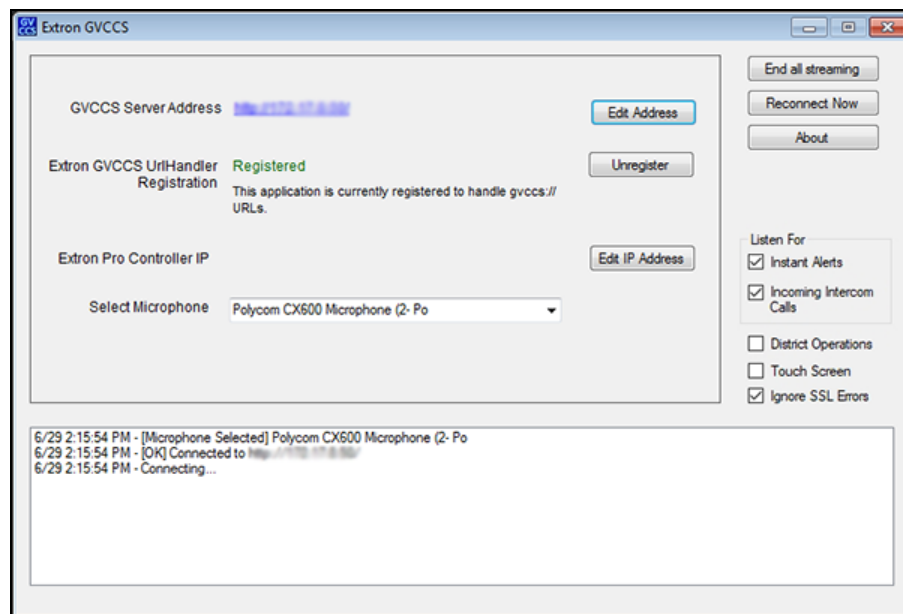 GV
CCS
Extron GVCCS
GVCCS Server Address
Edit Address
Extron GVCCS UrlHandler
Registration
Registered
This application is currently registered to handle gvccs://
URLs.
Unregister
Extron Pro Controller IP
Edit IP Address
Select Microphone
Polycom CX600 Microphone (2- Po
End all streaming
Reconnect Now
About
Listen For
Instant Alerts
Incoming Intercom
Calls
District Operations
Touch Screen
Ignore SSL Errors
6/29 2:15:54 PM - [Microphone Selected] Polycom CX600 Microphone (2- Po
6/29 2:15:54 PM - [OK] Connected to
6/29 2:15:54 PM - Connecting...